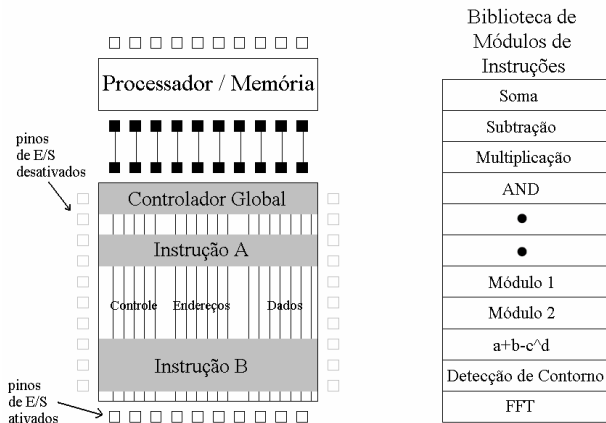 Processador / Memória
pinos
de E/S
desativados
Controlador Global
Instrução A
Controle Endereços Dados
Instrução B
pinos
de E/S
ativados
Biblioteca de
Módulos de
Instruções
Soma
Subtração
Multiplicação
AND
Módulo 1
Módulo 2
a+b-c^d
Detecção de Contorno
FFT